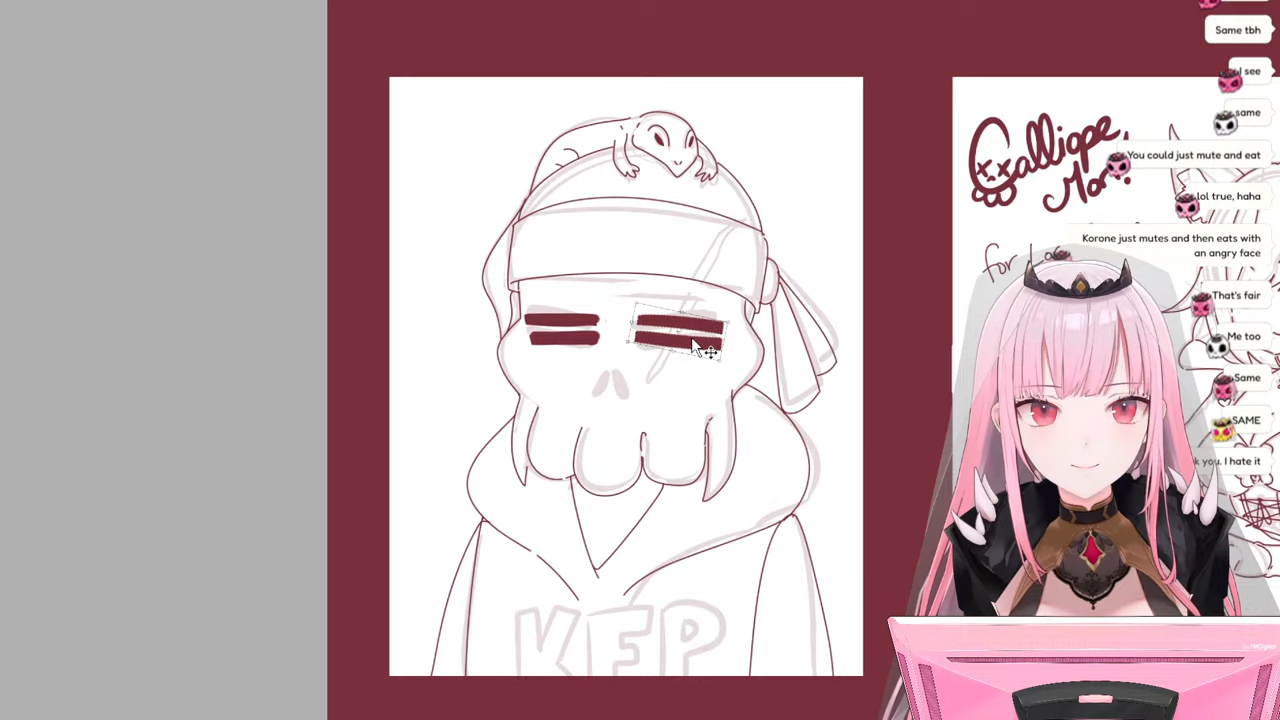 Same tbh
I see
same
You could just mute and eat
lol true, haha
Korone just mutes and then eats with
an angry face
That's fair
Me too
Same
SAME
k you. I hate it
Calliope
Mori
for
KFP